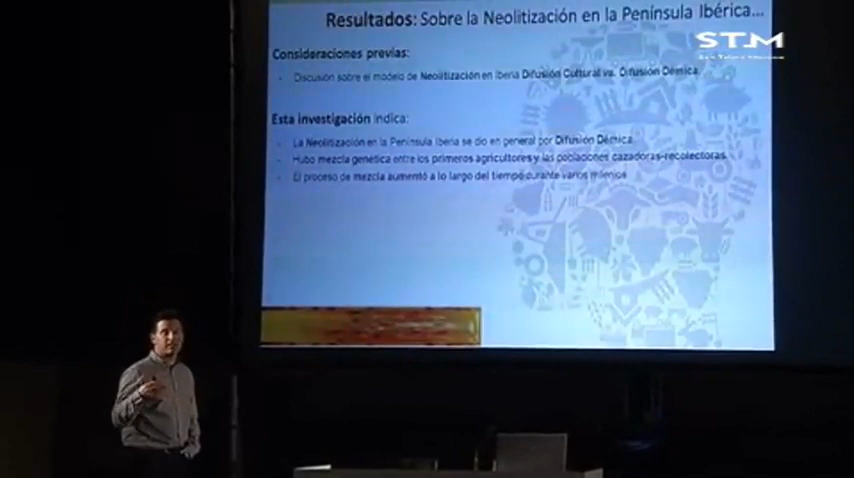 Resultados: Sobre la Neolitización en la Península Ibérica...
STM
San Telmo Museoa
Consideraciones previas:
- Discusión sobre el modelo de Neolitización en Iberia Difusión Cultural vs. Difusión Démica
Esta investigación indica:
- La Neolitización en la Península Iberia se dio en general por Difusión Démica
- Hubo mezcla genética entre los primeros agricultores y las poblaciones cazadoras-recolectoras
- El proceso de mezcla aumentó a lo largo del tiempo durante varios milenios